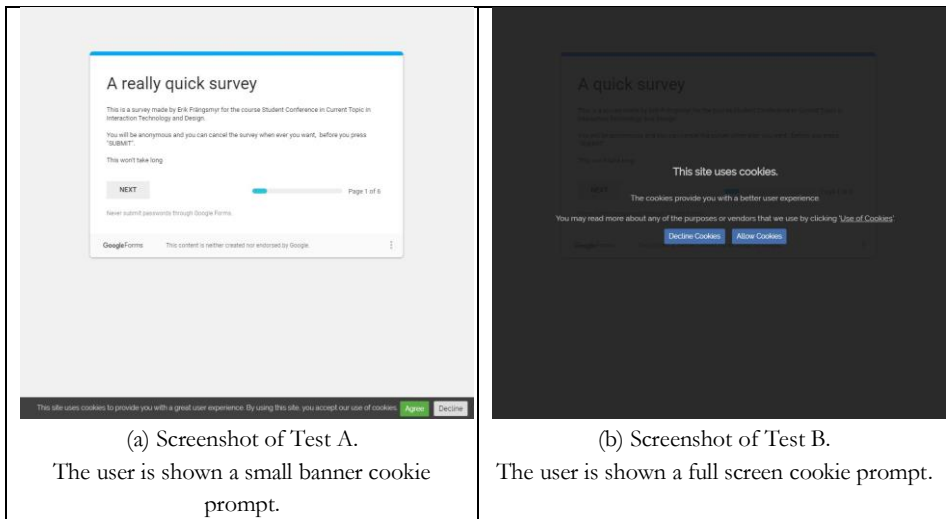 A really quick survey
This is a survey made by Erik Frängsmyr for the course Student Conference in Current Topic in
Interaction Technology and Design.
You will be anonymous and you can cancel the survey when ever you want, before you press
"SUBMIT".
This won't take long
NEXT
Page 1 of 6
Never submit passwords through Google Forms.
GoogleForms
This content is neither created nor endorsed by Google.
This site uses cookies to provide you with a great user experience. By using this site, you accept our use of cookies.
Agree
Decline
(a) Screenshot of Test A.
The user is shown a small banner cookie
prompt.
A quick survey
This site uses cookies.
NEXT
The cookies provide you with a better user experience.
You may read more about any of the purposes or vendors that we use by clicking 'Use of Cookies'
Decline Cookies
Allow Cookies
(b) Screenshot of Test B.
The user is shown a full screen cookie prompt.